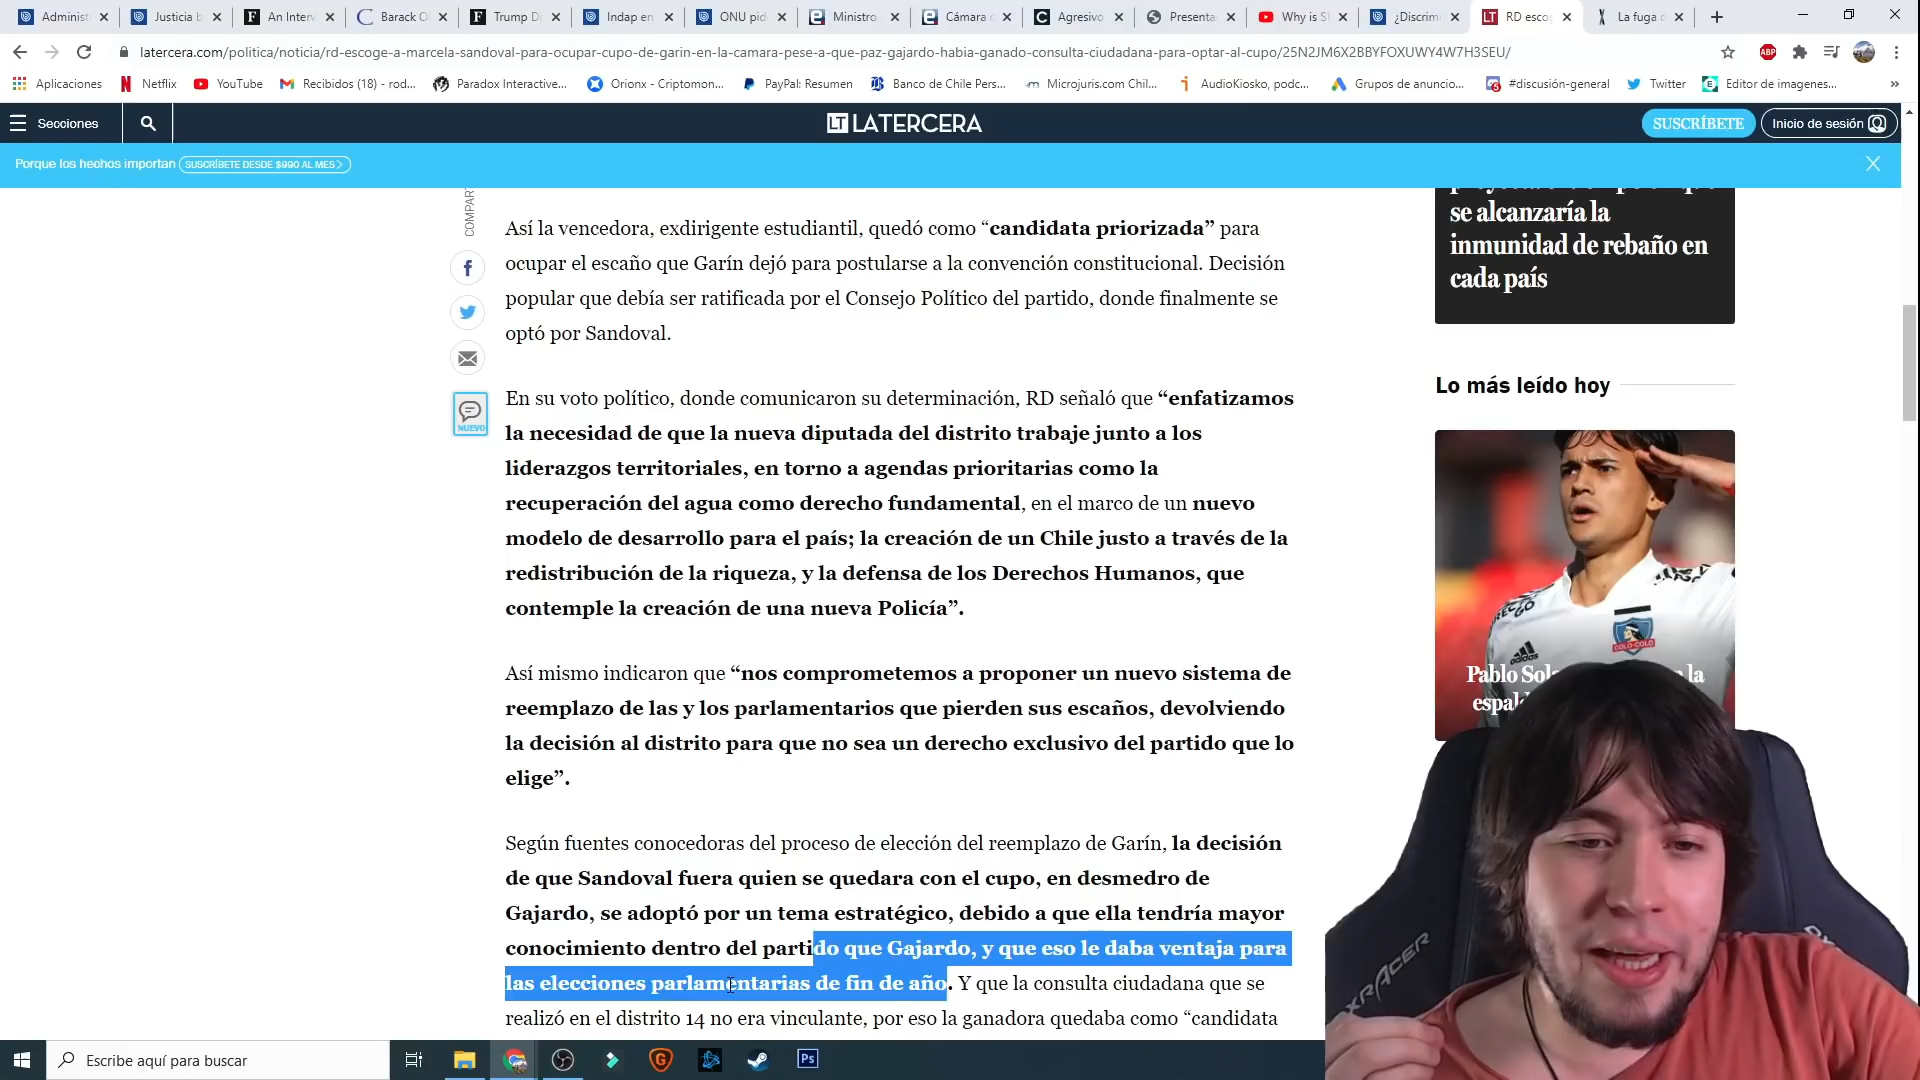 Administ
Justicia b
An Interv
Barack O
Trump Di
Indap en
ONU pid
Ministro
Cámara d
Agresivo
Presenta
Why is S
¿Discrim
RD esco
La fuga
latercera.com/politica/noticia/rd-escoge-a-marcela-sandoval-para-ocupar-cupo-de-garin-en-la-camara-pese-a-que-paz-gajardo-habia-ganado-consulta-ciudadana-para-optar-al-cupo/25N2JM6X2BBYFOXUWY4W7H3SEU/
ABP
Aplicaciones
Netflix
YouTube
Recibidos (18) - rod...
Paradox Interactive...
Orionx - Criptomon...
PayPal: Resumen
Banco de Chile Pers...
Microjuris.com Chil...
AudioKiosko, podc...
Grupos de anuncio...
#discusión-general
Twitter
Editor de imagenes...
»
Secciones
LT LATERCERA
SUSCRÍBETE
Inicio de sesión
Porque los hechos importan
SUSCRÍBETE DESDE $990 AL MES >
COMPAR
NUEVO
Así la vencedora, exdirigente estudiantil, quedó como “candidata priorizada” para
ocupar el escaño que Garín dejó para postularse a la convención constitucional. Decisión
popular que debía ser ratificada por el Consejo Político del partido, donde finalmente se
optó por Sandoval.
En su voto político, donde comunicaron su determinación, RD señaló que “enfatizamos
la necesidad de que la nueva diputada del distrito trabaje junto a los
liderazgos territoriales, en torno a agendas prioritarias como la
recuperación del agua como derecho fundamental, en el marco de un nuevo
modelo de desarrollo para el país; la creación de un Chile justo a través de la
redistribución de la riqueza, y la defensa de los Derechos Humanos, que
contemple la creación de una nueva Policía”.
Así mismo indicaron que “nos comprometemos a proponer un nuevo sistema de
reemplazo de las y los parlamentarios que pierden sus escaños, devolviendo
la decisión al distrito para que no sea un derecho exclusivo del partido que lo
elige”.
Según fuentes conocedoras del proceso de elección del reemplazo de Garín, la decisión
de que Sandoval fuera quien se quedara con el cupo, en desmedro de
Gajardo, se adoptó por un tema estratégico, debido a que ella tendría mayor
conocimiento dentro del partido que Gajardo, y que eso le daba ventaja para
las elecciones parlamentarias de fin de año. Y que la consulta ciudadana que se
realizó en el distrito 14 no era vinculante, por eso la ganadora quedaba como “candidata
se alcanzaría la
inmunidad de rebaño en
cada país
Lo más leído hoy
adidas
COLO-COLO
Pablo Sol
la
espal
XRACER
Escribe aquí para buscar
Ps